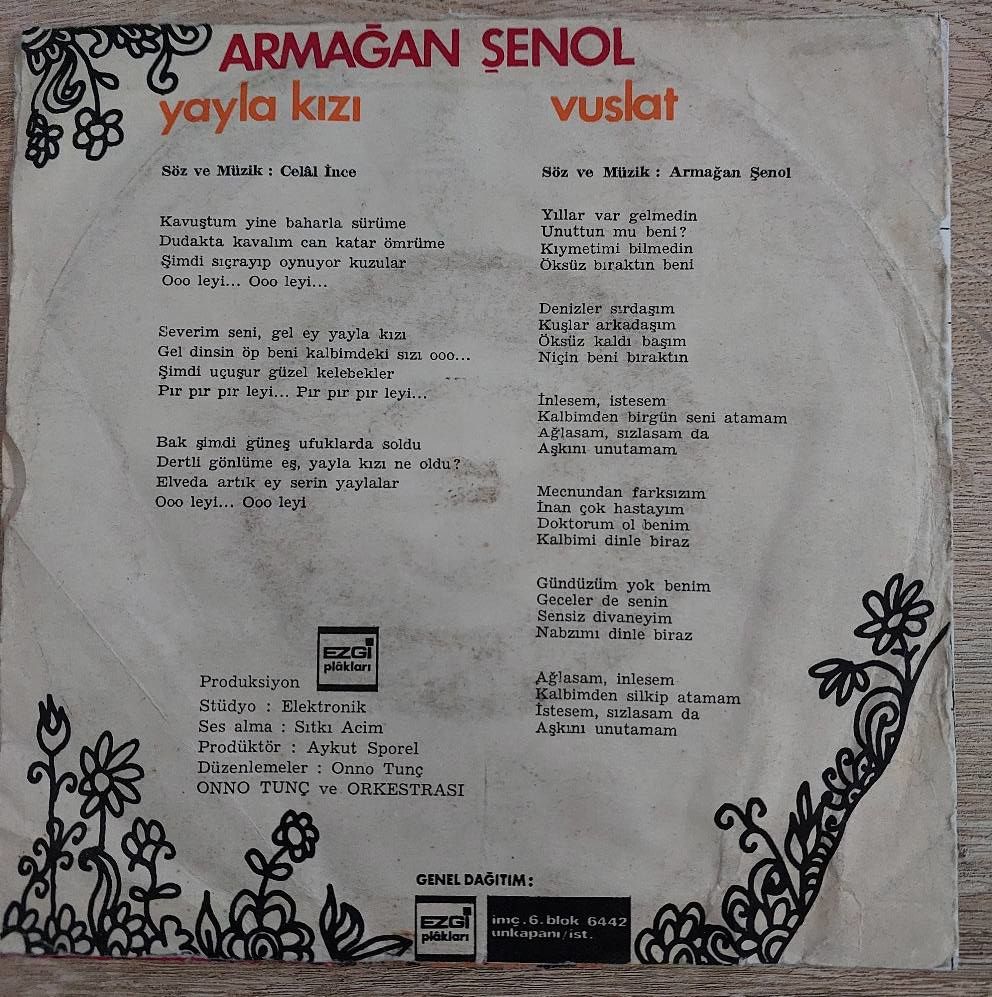 ARMAĞAN ŞENOL
yayla kızı
Söz ve Müzik : Celâl İnce
Kavuştum yine baharla sürüme
Dudakta kavalım can katar ömrüme
Şimdi sıçrayıp oynuyor kuzular
Ooo leyi... Ooo leyi...
Severim seni, gel ey yayla kızı
Gel dinsin öp beni kalbimdeki sızı ooo...
Şimdi uçuşur güzel kelebekler
Pır pır pır leyi... Pır pır pır leyi...
Bak şimdi güneş ufuklarda soldu
Dertli gönlüme eş, yayla kızı ne oldu?
Elveda artık ey serin yaylalar
Ooo leyi... Ooo leyi
vuslat
Söz ve Müzik : Armağan Şenol
Yıllar var gelmedin
Unuttun mu beni?
Kıymetimi bilmedin
Öksüz bıraktın beni
Denizler sırdaşım
Kuşlar arkadaşım
Öksüz kaldı başım
Niçin beni bıraktın
İnlesem, istesem
Kalbimden birgün seni atamam
Ağlasam, sızlasam da
Aşkını unutamam
Mecnundan farksızım
İnan çok hastayım
Doktorum ol benim
Kalbimi dinle biraz
Gündüzüm yok benim
Geceler de senin
Sensiz divaneyim
Nabzımı dinle biraz
Ağlasam, inlesem
Kalbimden silkip atamam
İstesem, sızlasam da
Aşkını unutamam
EZGİ
plâkları
Produksiyon
Stüdyo : Elektronik
Ses alma : Sıtkı Acim
Prodüktör : Aykut Sporel
Düzenlemeler : Onno Tunç
ONNO TUNÇ ve ORKESTRASI
GENEL DAĞITIM :
EZGİ
plâkları
imç.6.blok 6442
unkapanı/ist.